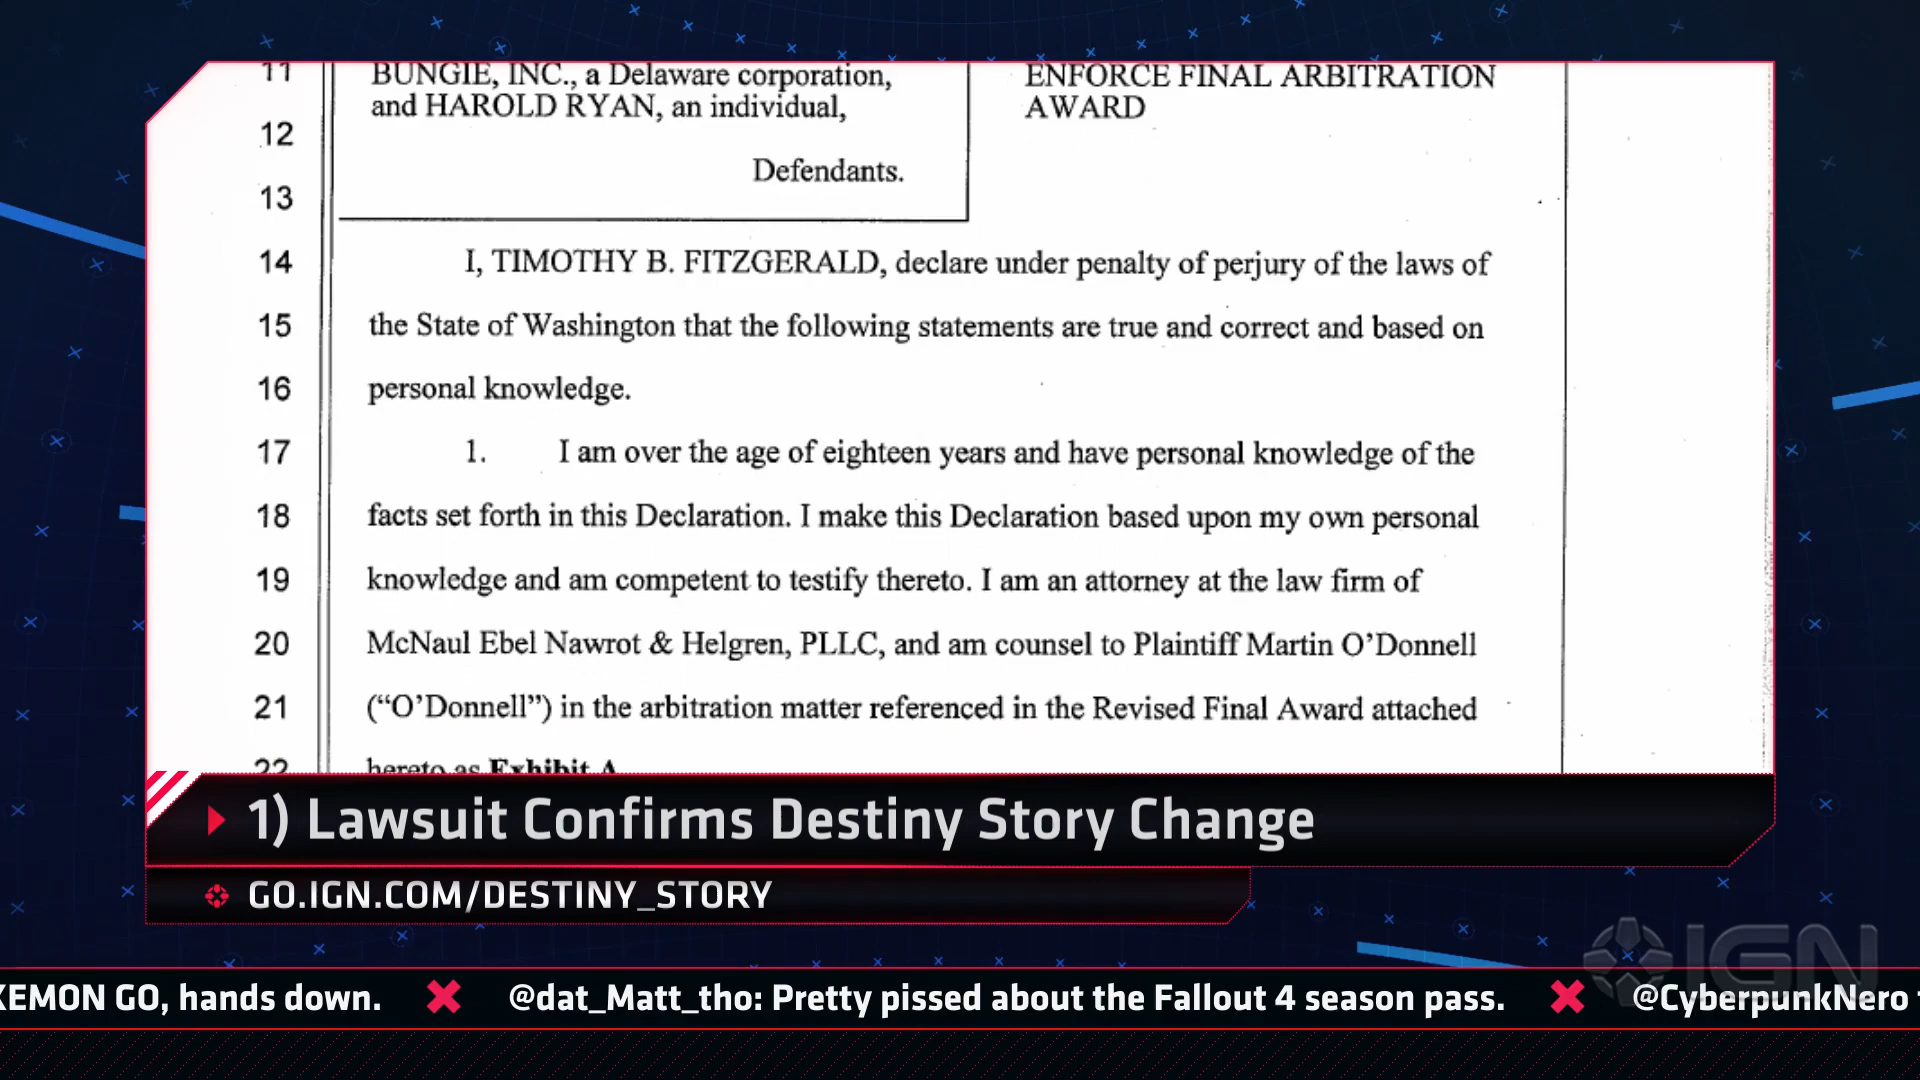 11 BUNGIE, INC., a Delaware corporation, ENFORCE FINAL ARBITRATION
and HAROLD RYAN, an individual, AWARD
12
Defendants.
13
14 I, TIMOTHY B. FITZGERALD, declare under penalty of perjury of the laws of
15 the State of Washington that the following statements are true and correct and based on
16 personal knowledge.
17 1. I am over the age of eighteen years and have personal knowledge of the
18 facts set forth in this Declaration. I make this Declaration based upon my own personal
19 knowledge and am competent to testify thereto. I am an attorney at the law firm of
20 McNaul Ebel Nawrot & Helgren, PLLC, and am counsel to Plaintiff Martin O'Donnell
21 ("O'Donnell") in the arbitration matter referenced in the Revised Final Award attached
22 hereto as Exhibit A
1) Lawsuit Confirms Destiny Story Change
GO.IGN.COM/DESTINY_STORY
IGN
KEMON GO, hands down. @dat_Matt_tho: Pretty pissed about the Fallout 4 season pass. @CyberpunkNero